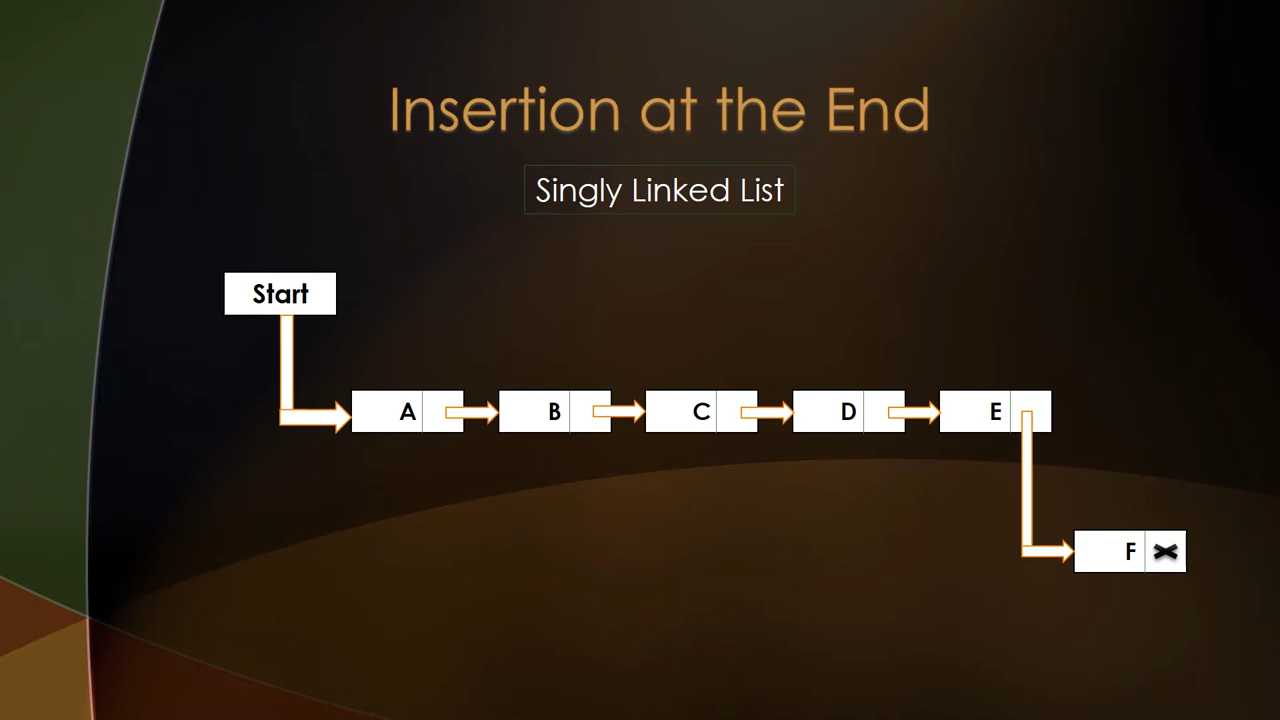 Insertion at the End
Singly Linked List
Start
A B C D E
F